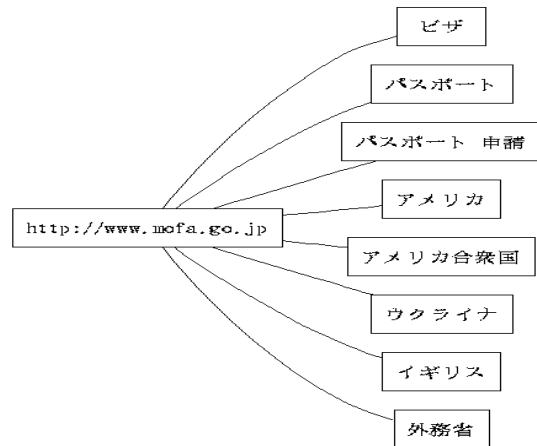 ビザ
パスポート
パスポート 申請
アメリカ
http://www.mofa.go.jp
アメリカ合衆国
ウクライナ
イギリス
外務省